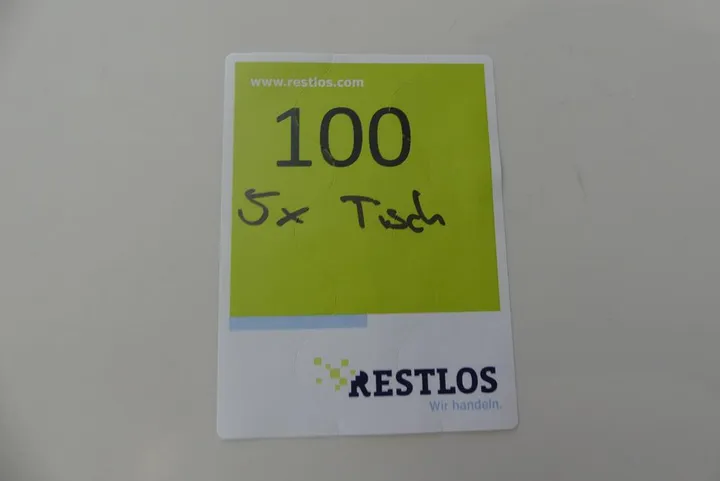 www.restlos.com
100
5x Tisch
RESTLOS
Wir handeln.